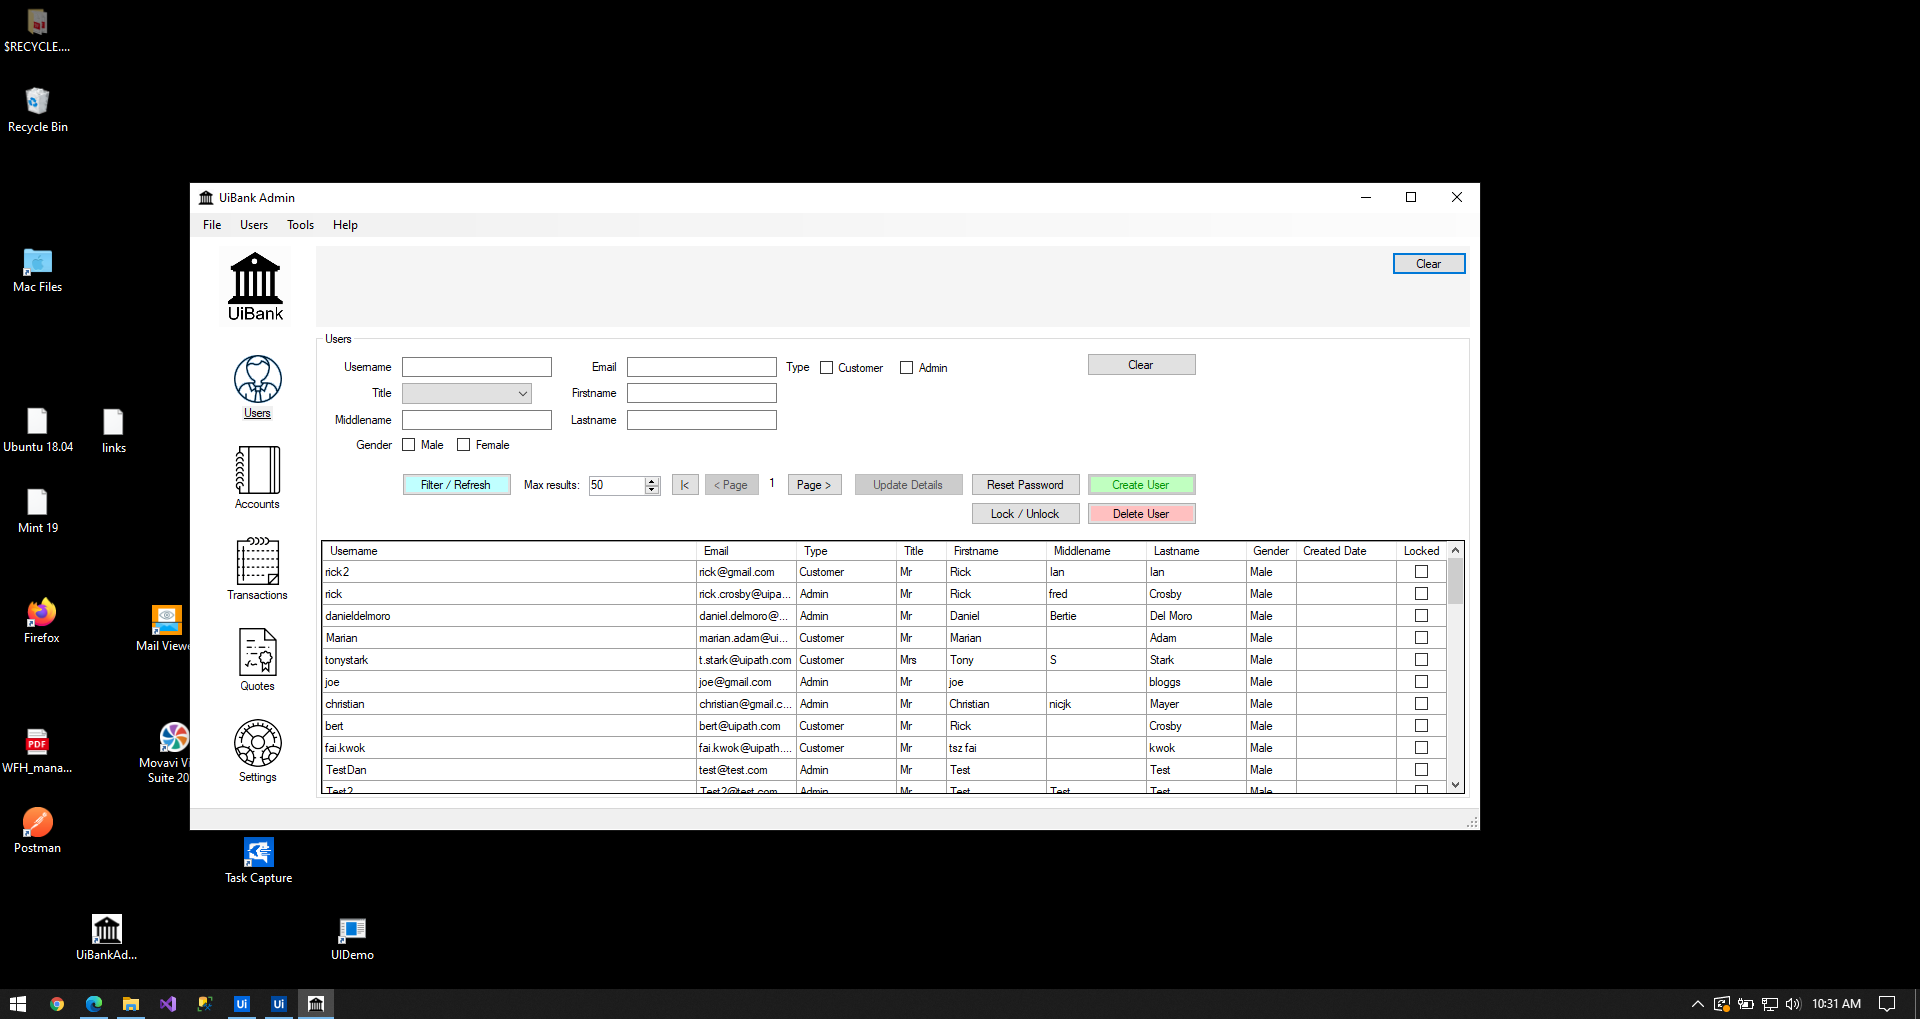 $RECYCLE....
Recycle Bin
Mac Files
Ubuntu 18.04
links
Mint 19
Firefox
Mail Viewe
WFH_mana...
Movavi Vi
Suite 20
Postman
Task Capture
UiBankAd...
UIDemo
UiBank Admin
File Users Tools Help
UiBank
Clear
Users
Accounts
Transactions
Quotes
Settings
Users
Username Email Type Customer Admin Clear
Title Firstname
Middlename Lastname
Gender Male Female
Filter / Refresh Max results: 50 |< < Page 1 Page > Update Details Reset Password Create User
Lock / Unlock Delete User
Username Email Type Title Firstname Middlename Lastname Gender Created Date Locked
rick2 rick@gmail.com Customer Mr Rick Ian Ian Male
rick rick.crosby@uipa... Admin Mr Rick fred Crosby Male
danieldelmoro daniel.delmoro@... Admin Mr Daniel Bertie Del Moro Male
Marian marian.adam@ui... Customer Mr Marian Adam Male
tonystark t.stark@uipath.com Customer Mrs Tony S Stark Male
joe joe@gmail.com Admin Mr joe bloggs Male
christian christian@gmail.c... Admin Mr Christian nicjk Mayer Male
bert bert@uipath.com Customer Mr Rick Crosby Male
fai.kwok fai.kwok@uipath.... Customer Mr tsz fai kwok Male
TestDan test@test.com Admin Mr Test Test Male
Test2 Test2@test.com Admin Mr Test Test Test Male
PDF
Ui Ui
10:31 AM